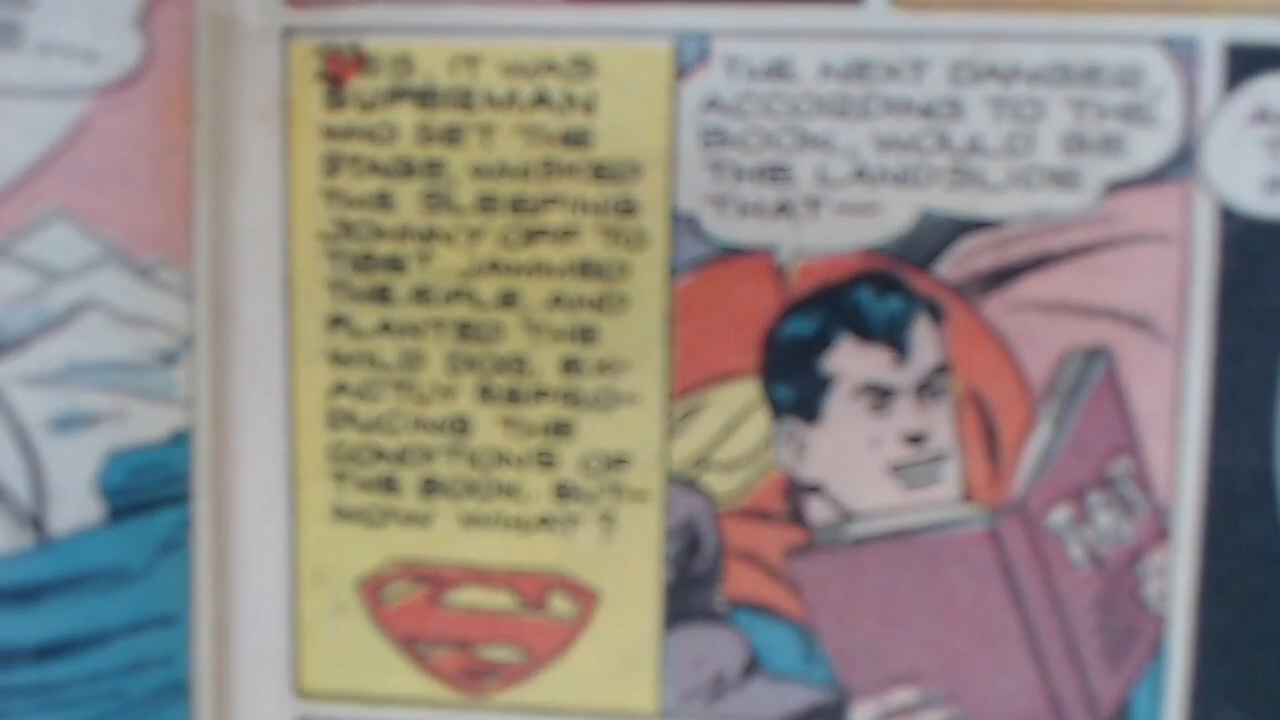 YES, IT WAS
SUPERMAN
WHO SET THE
STAGE, WHISKED
THE SLEEPING
JOHNNY OFF TO
TIBET, JAMMED
THE RIFLE, AND
PLANTED THE
WILD DOG, EX-
ACTLY REPRO-
DUCING THE
CONDITIONS OF
THE BOOK. BUT--
NOW WHAT?
THE NEXT DANGER,
ACCORDING TO THE
BOOK, WOULD BE
THE LANDSLIDE
THAT—